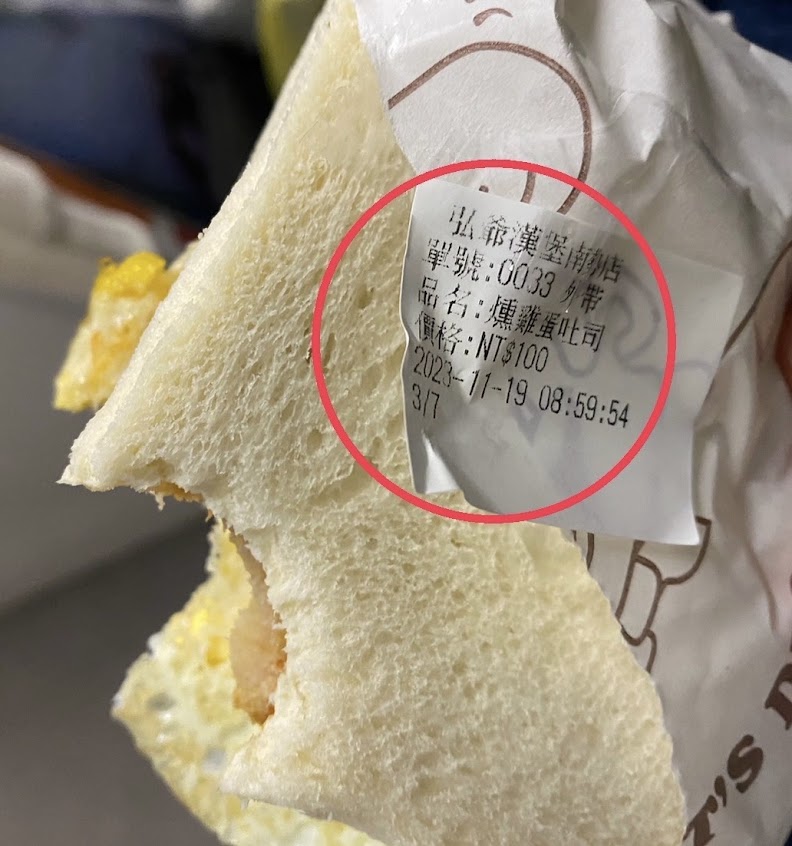 弘爺漢堡南勢店
單號:0033 外帶
品名:燻雞蛋吐司
價格:NT$100
2023-11-19 08:59:54
3/7
T'S D